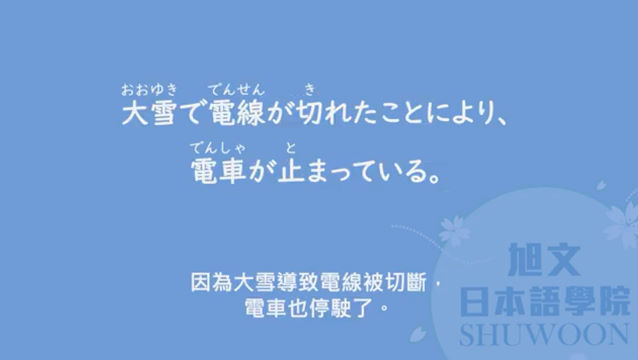 おおゆき でんせん き
大雪で電線が切れたことにより、
でんしゃ と
電車が止まっている。
因為大雪導致電線被切斷，
電車也停駛了。
旭文
日本語學院
SHUWOON